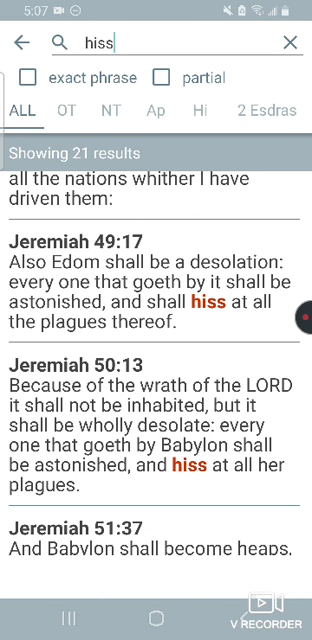 5:07
hiss
exact phrase partial
ALL OT NT Ap Hi 2 Esdras
Showing 21 results
all the nations whither I have
driven them:
Jeremiah 49:17
Also Edom shall be a desolation:
every one that goeth by it shall be
astonished, and shall hiss at all
the plagues thereof.
Jeremiah 50:13
Because of the wrath of the LORD
it shall not be inhabited, but it
shall be wholly desolate: every
one that goeth by Babylon shall
be astonished, and hiss at all her
plagues.
Jeremiah 51:37
And Babylon shall become heaps,
V RECORDER